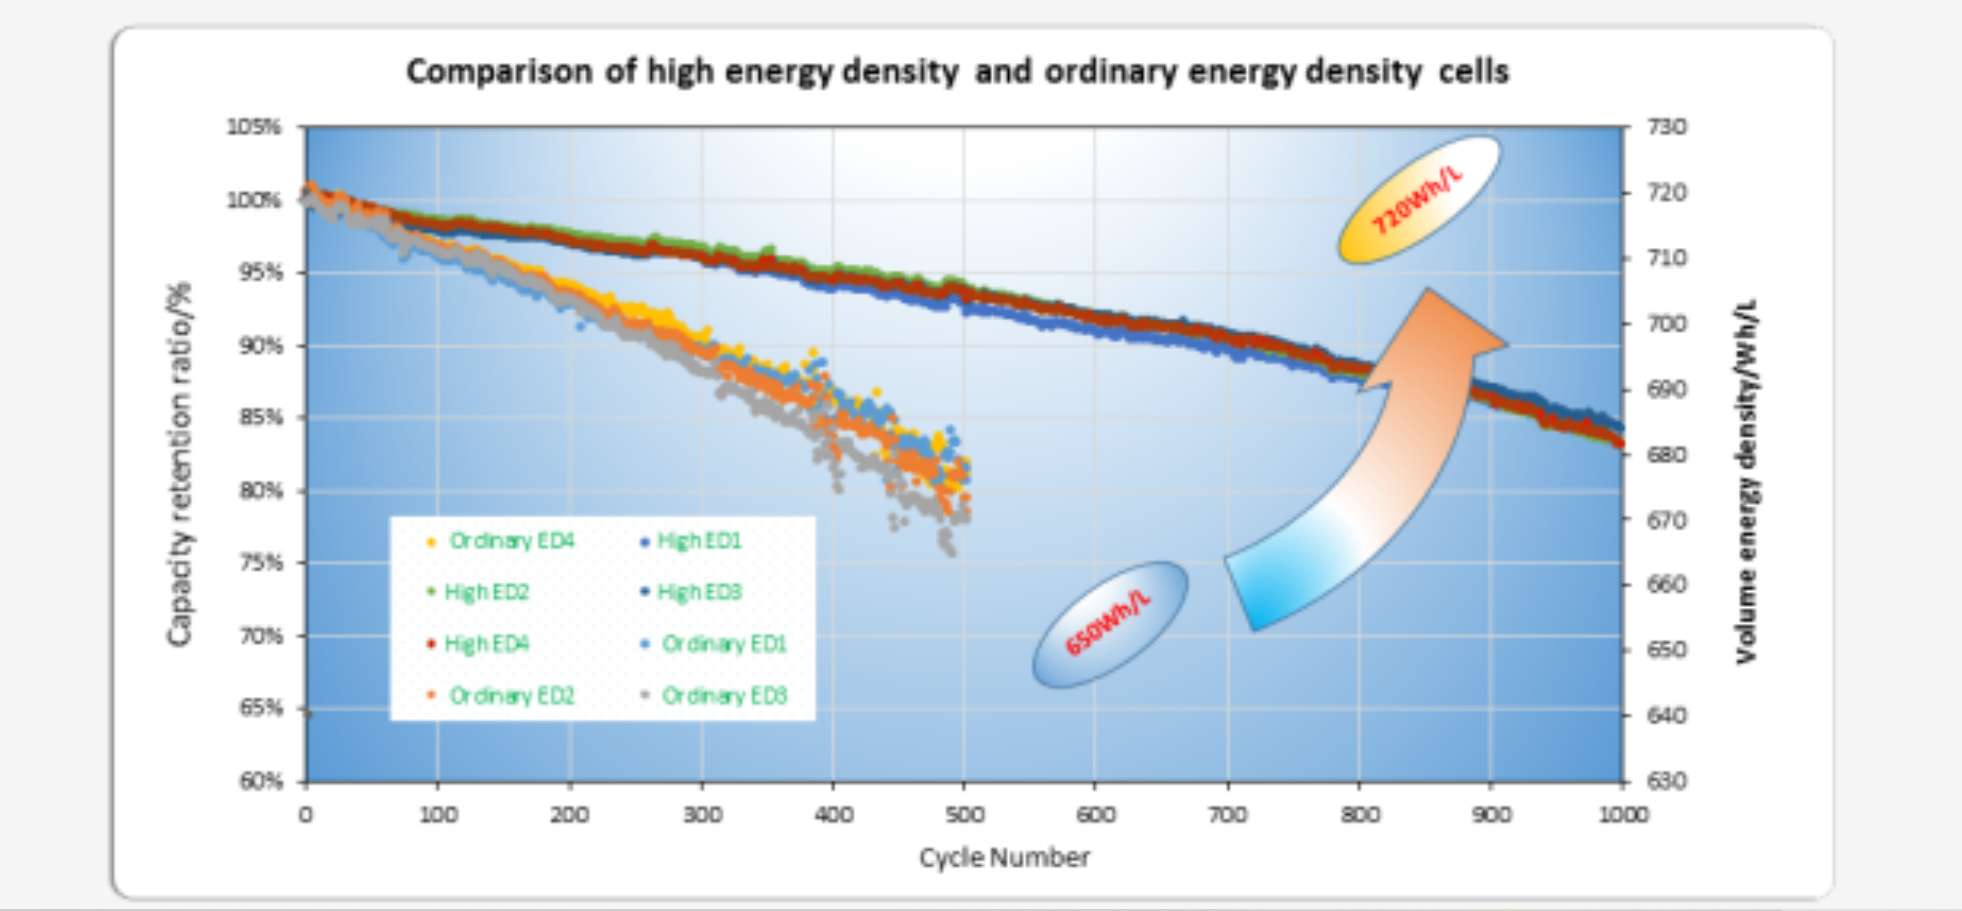 Comparison of high energy density and ordinary energy density cells
105%
100%
95%
90%
85%
80%
75%
70%
65%
60%
Capacity retention ratio/%
730
720
710
700
690
680
670
660
650
640
630
Volume energy density/Wh/L
720Wh/L
650Wh/L
Ordinary ED4 High ED1
High ED2 High ED3
High ED4 Ordinary ED1
Ordinary ED2 Ordinary ED3
0 100 200 300 400 500 600 700 800 900 1000
Cycle Number